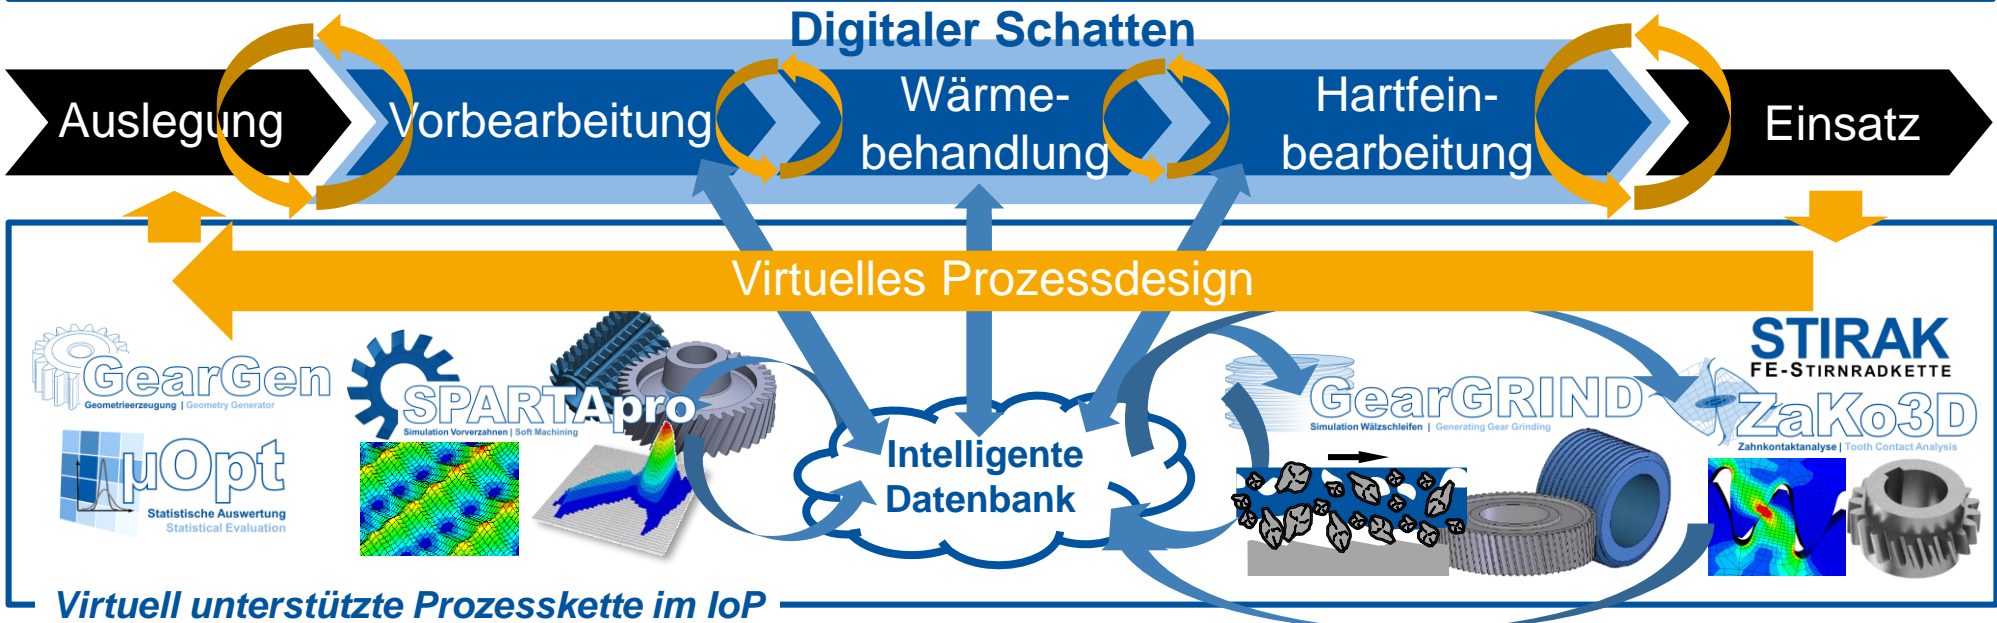 Digitaler Schatten
Auslegung
Vorbearbeitung
Wärme-
behandlung
Hartfein-
bearbeitung
Einsatz
Virtuelles Prozessdesign
GearGen
Geometrieerzeugung | Geometry Generator
µOpt
Statistische Auswertung
Statistical Evaluation
SPARTApro
Simulation Vorverzahnen | Soft Machining
Intelligente
Datenbank
GearGRIND
Simulation Wälzschleifen | Generating Gear Grinding
STIRAK
FE-STIRNRADKETTE
ZaKo3D
Zahnkontaktanalyse | Tooth Contact Analysis
Virtuell unterstützte Prozesskette im IoP